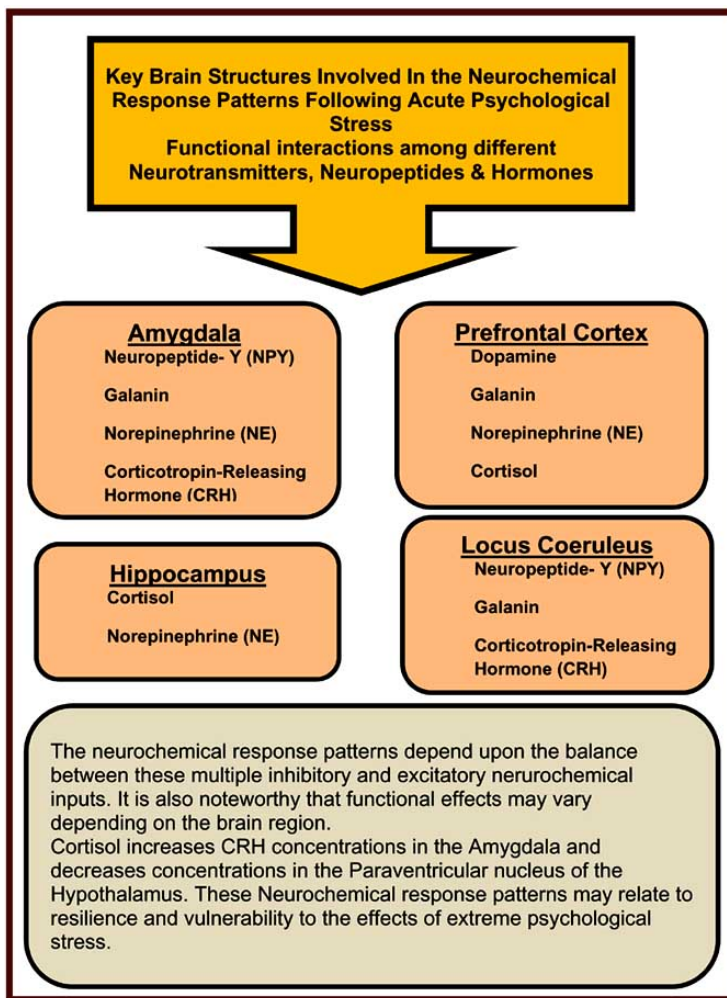 Key Brain Structures Involved In the Neurochemical
Response Patterns Following Acute Psychological
Stress
Functional interactions among different
Neurotransmitters, Neuropeptides & Hormones
Amygdala
Neuropeptide- Y (NPY)
Galanin
Norepinephrine (NE)
Corticotropin-Releasing
Hormone (CRH)
Prefrontal Cortex
Dopamine
Galanin
Norepinephrine (NE)
Cortisol
Hippocampus
Cortisol
Norepinephrine (NE)
Locus Coeruleus
Neuropeptide- Y (NPY)
Galanin
Corticotropin-Releasing
Hormone (CRH)
The neurochemical response patterns depend upon the balance
between these multiple inhibitory and excitatory nerurochemical
inputs. It is also noteworthy that functional effects may vary
depending on the brain region.
Cortisol increases CRH concentrations in the Amygdala and
decreases concentrations in the Paraventricular nucleus of the
Hypothalamus. These Neurochemical response patterns may relate to
resilience and vulnerability to the effects of extreme psychological
stress.